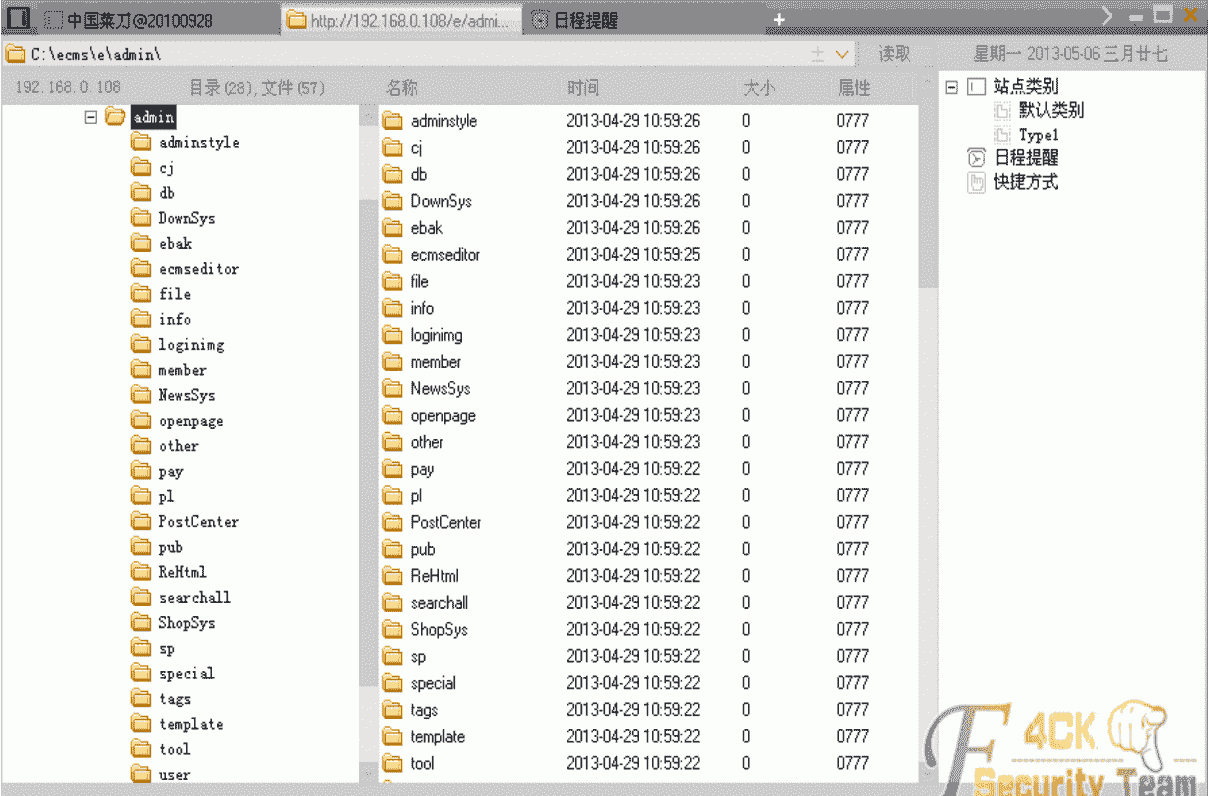 中国菜刀@20100928 http://192.168.0.108/e/admi... 日程提醒 +
C:\ecms\e\admin\ 读取 星期一 2013-05-06 三月廿七
192.168.0.108 目录(28),文件(57) 名称 时间 大小 属性
admin
adminstyle
cj
db
DownSys
ebak
ecmseditor
file
info
loginimg
member
NewsSys
openpage
other
pay
pl
PostCenter
pub
ReHtml
searchall
ShopSys
sp
special
tags
template
tool
user
adminstyle 2013-04-29 10:59:26 0 0777
cj 2013-04-29 10:59:26 0 0777
db 2013-04-29 10:59:26 0 0777
DownSys 2013-04-29 10:59:26 0 0777
ebak 2013-04-29 10:59:26 0 0777
ecmseditor 2013-04-29 10:59:25 0 0777
file 2013-04-29 10:59:23 0 0777
info 2013-04-29 10:59:23 0 0777
loginimg 2013-04-29 10:59:23 0 0777
member 2013-04-29 10:59:23 0 0777
NewsSys 2013-04-29 10:59:23 0 0777
openpage 2013-04-29 10:59:23 0 0777
other 2013-04-29 10:59:23 0 0777
pay 2013-04-29 10:59:22 0 0777
pl 2013-04-29 10:59:22 0 0777
PostCenter 2013-04-29 10:59:22 0 0777
pub 2013-04-29 10:59:22 0 0777
ReHtml 2013-04-29 10:59:22 0 0777
searchall 2013-04-29 10:59:22 0 0777
ShopSys 2013-04-29 10:59:22 0 0777
sp 2013-04-29 10:59:22 0 0777
special 2013-04-29 10:59:22 0 0777
tags 2013-04-29 10:59:22 0 0777
template 2013-04-29 10:59:22 0 0777
tool 2013-04-29 10:59:22 0 0777
站点类别
默认类别
Type1
日程提醒
快捷方式
F4CK
Security Team